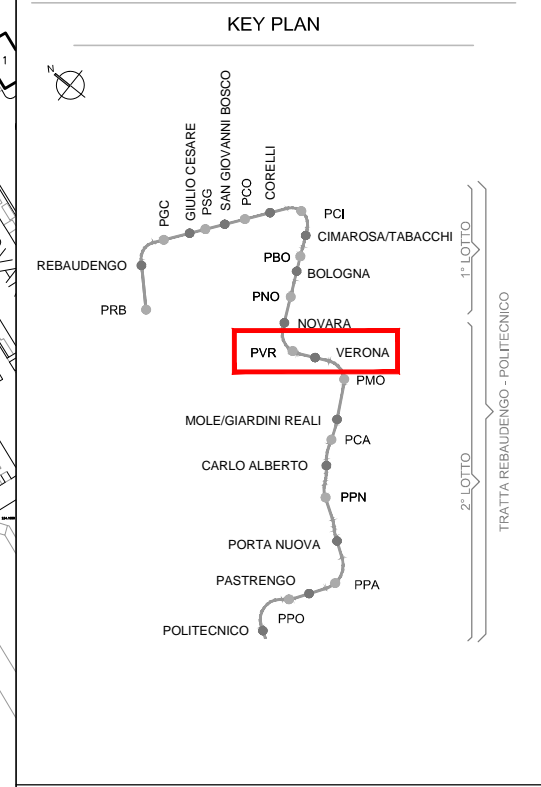 KEY PLAN
1
N
PGC
GIULIO CESARE
PSG
SAN GIOVANNI BOSCO
PCO
CORELLI
PCI
CIMAROSA/TABACCHI
REBAUDENGO
PBO
BOLOGNA
PNO
PRB
NOVARA
PVR
VERONA
PMO
MOLE/GIARDINI REALI
PCA
CARLO ALBERTO
PPN
PORTA NUOVA
PASTRENGO
PPA
PPO
POLITECNICO
1° LOTTO
2° LOTTO
TRATTA REBAUDENGO - POLITECNICO